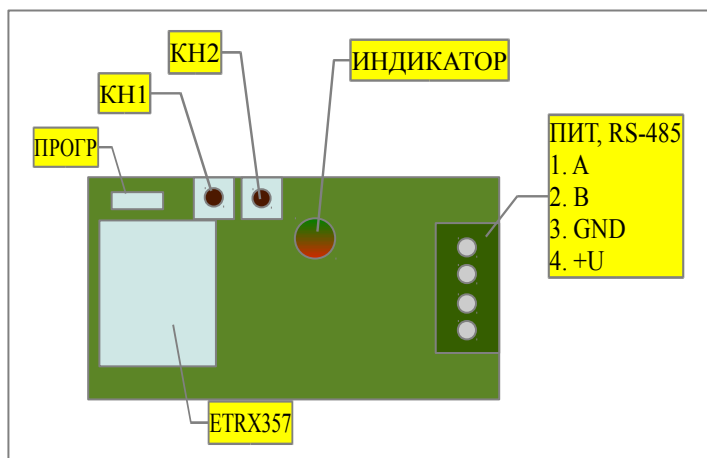 КН2
ИНДИКАТОР
КН1
ПРОГР
ПИТ, RS-485
1. A
2. B
3. GND
4. +U
ETRX357